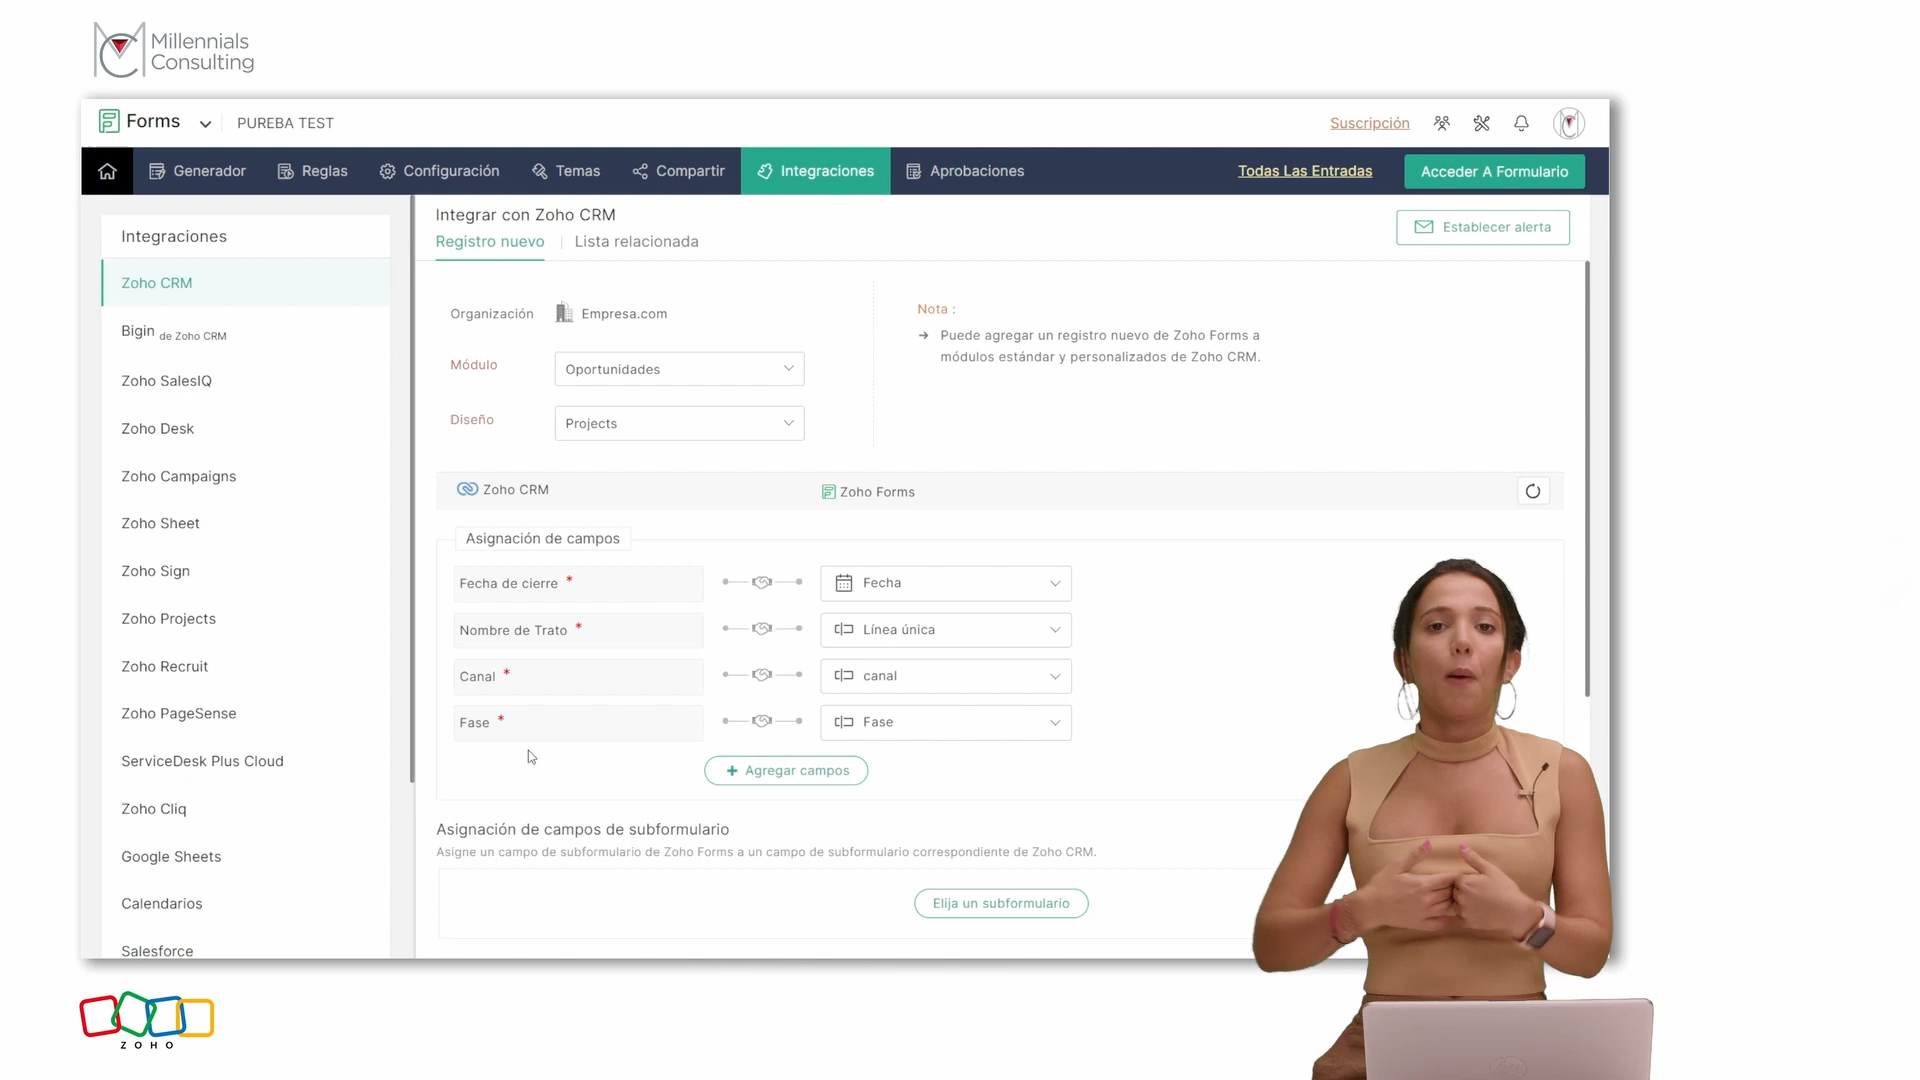 Millennials
Consulting
Forms
PUREBA TEST
Suscripción
Generador
Reglas
Configuración
Temas
Compartir
Integraciones
Aprobaciones
Todas Las Entradas
Acceder A Formulario
Integraciones
Zoho CRM
Bigin de Zoho CRM
Zoho SalesIQ
Zoho Desk
Zoho Campaigns
Zoho Sheet
Zoho Sign
Zoho Projects
Zoho Recruit
Zoho PageSense
ServiceDesk Plus Cloud
Zoho Cliq
Google Sheets
Calendarios
Salesforce
Integrar con Zoho CRM
Registro nuevo
Lista relacionada
Establecer alerta
Organización
Empresa.com
Módulo
Oportunidades
Diseño
Projects
Nota :
Puede agregar un registro nuevo de Zoho Forms a
módulos estándar y personalizados de Zoho CRM.
Zoho CRM
Zoho Forms
Asignación de campos
Fecha de cierre *
Fecha
Nombre de Trato *
Línea única
Canal *
canal
Fase *
Fase
+ Agregar campos
Asignación de campos de subformulario
Asigne un campo de subformulario de Zoho Forms a un campo de subformulario correspondiente de Zoho CRM.
Elija un subformulario
ZOHO